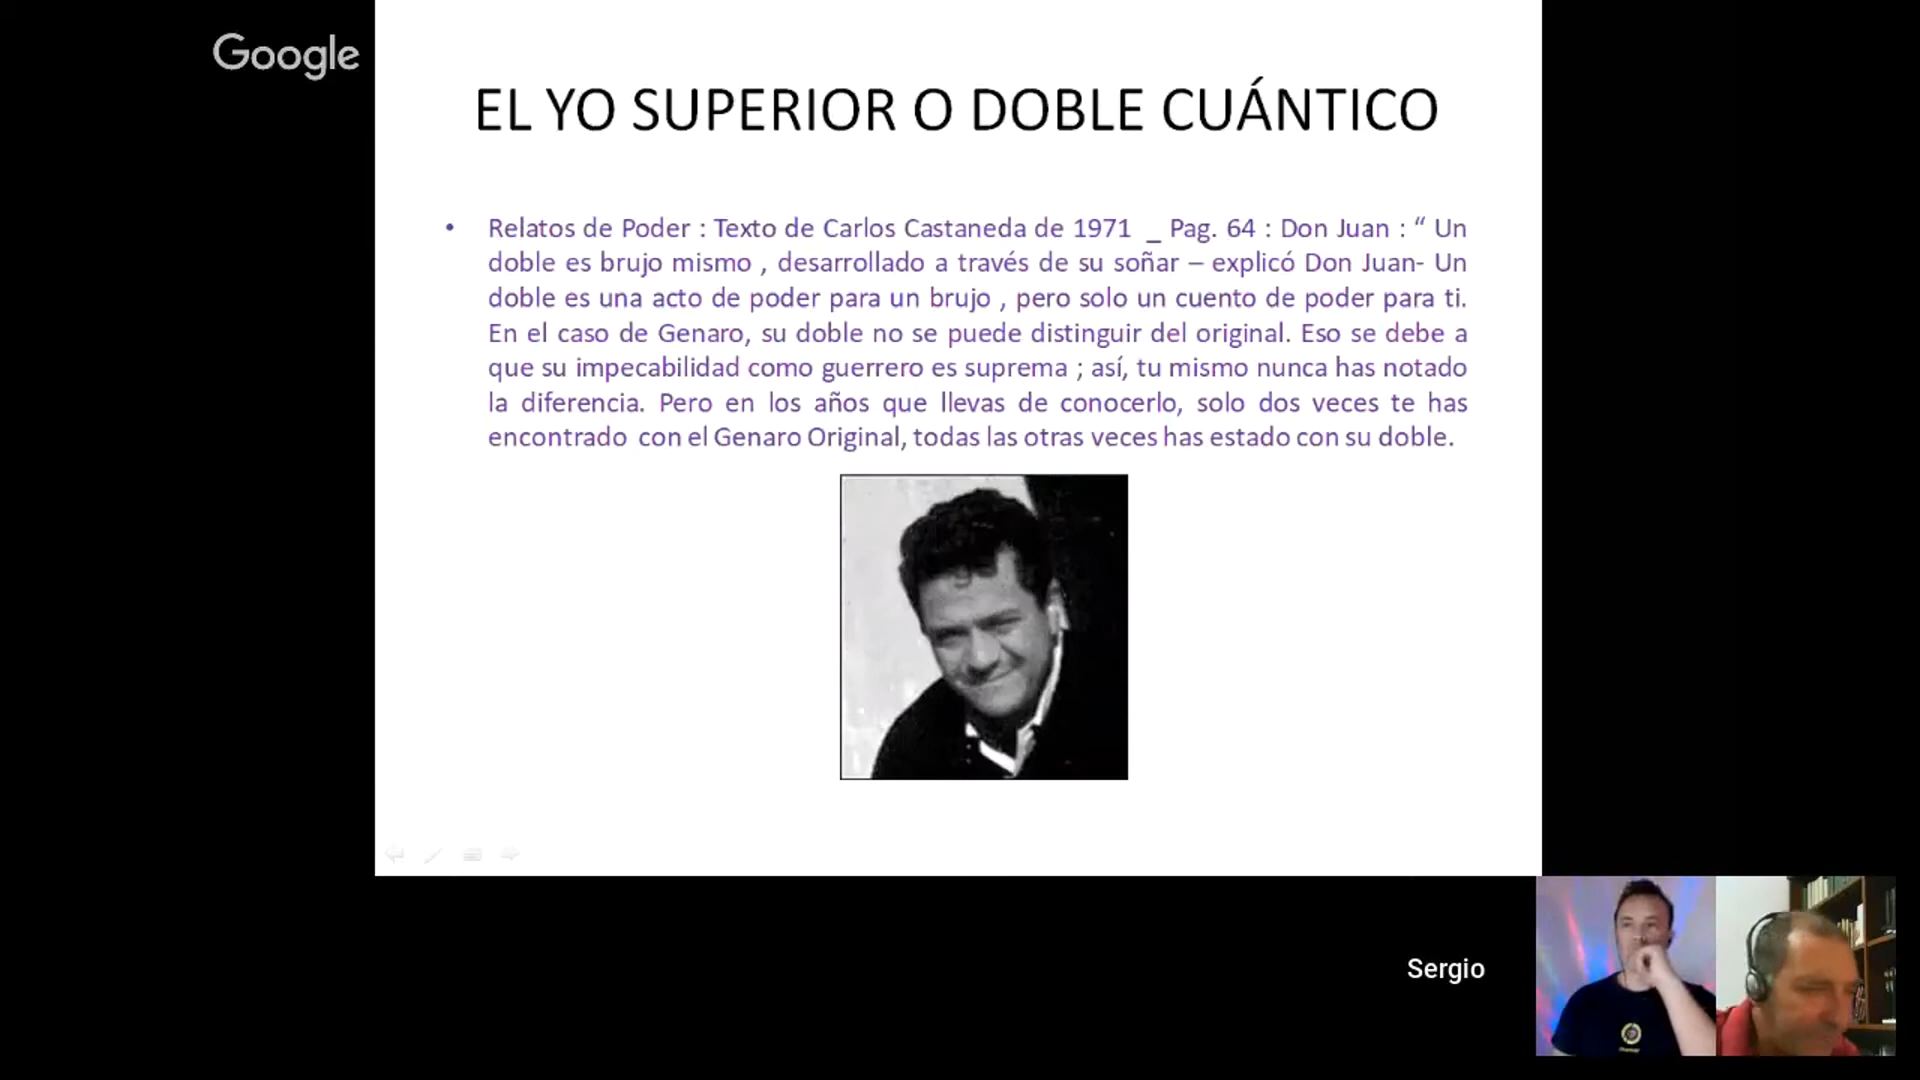 Google
EL YO SUPERIOR O DOBLE CUÁNTICO
• Relatos de Poder : Texto de Carlos Castaneda de 1971 _ Pag. 64 : Don Juan : “ Un
doble es brujo mismo , desarrollado a través de su soñar – explicó Don Juan- Un
doble es una acto de poder para un brujo , pero solo un cuento de poder para ti.
En el caso de Genaro, su doble no se puede distinguir del original. Eso se debe a
que su impecabilidad como guerrero es suprema ; así, tu mismo nunca has notado
la diferencia. Pero en los años que llevas de conocerlo, solo dos veces te has
encontrado con el Genaro Original, todas las otras veces has estado con su doble.
Sergio